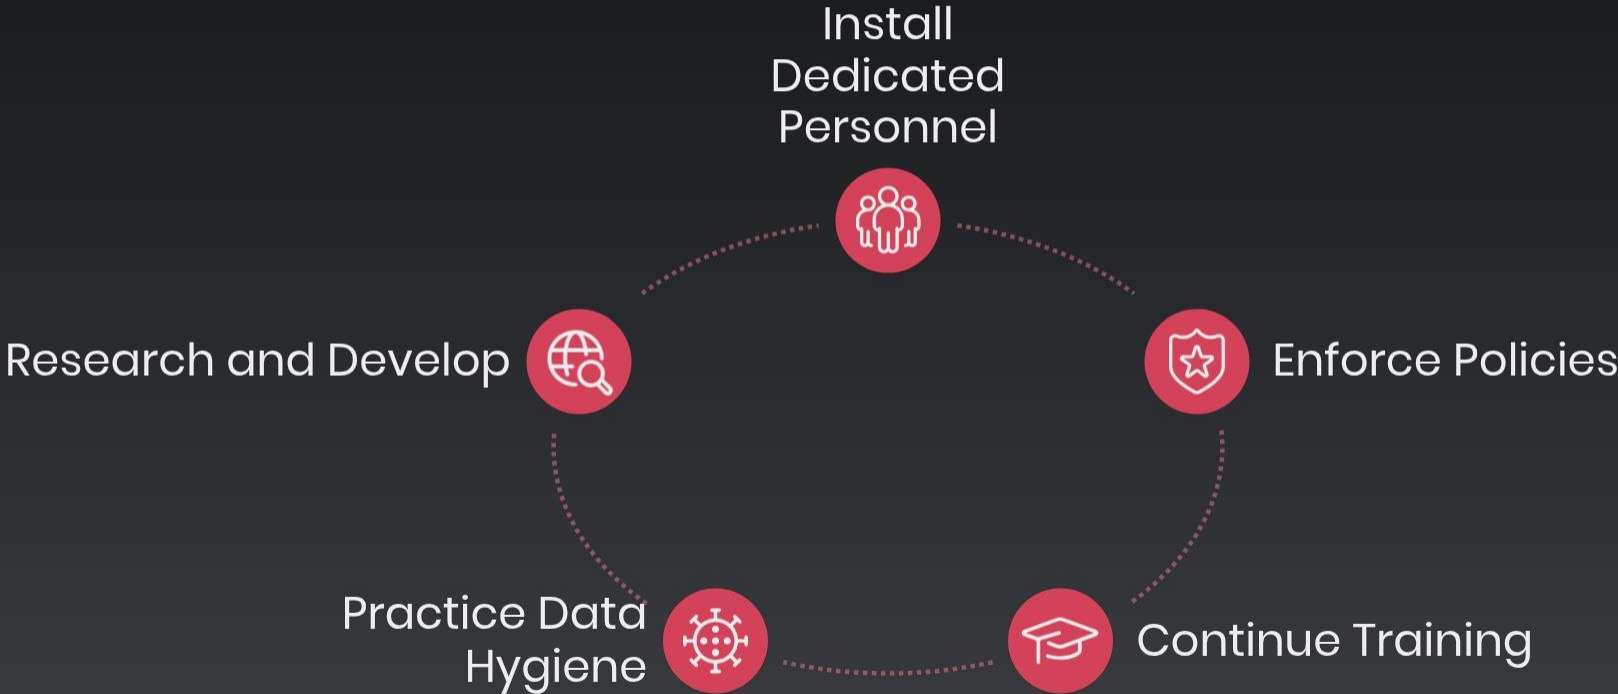 Install
Dedicated
Personnel
Research and Develop
Enforce Policies
Practice Data
Hygiene
Continue Training